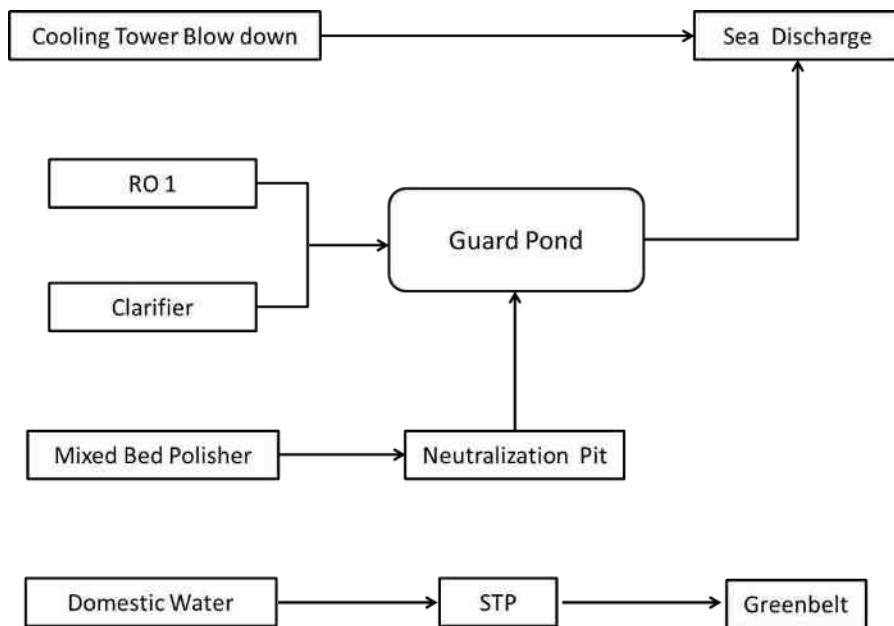 Cooling Tower Blow down
Sea Discharge
RO 1
Guard Pond
Clarifier
Mixed Bed Polisher
Neutralization Pit
Domestic Water
STP
Greenbelt